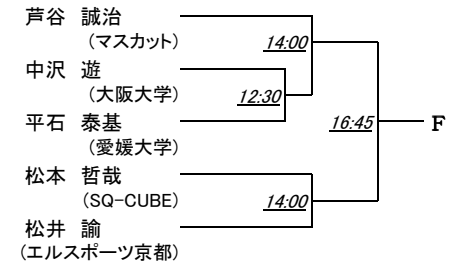 芦谷 誠治
(マスカット)
14:00
中沢 遊
(大阪大学)
12:30
平石 泰基
(愛媛大学)
16:45
F
松本 哲哉
(SQ-CUBE)
14:00
松井 諭
(エルスポーツ京都)